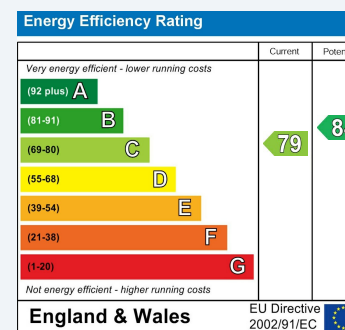 Energy Efficiency Rating
Current
Very energy efficient - lower running costs
(92 plus) A
(81-91) B
(69-80) C
79
(55-68) D
(39-54) E
(21-38) F
(1-20) G
Not energy efficient - higher running costs
England & Wales
EU Directive
2002/91/EC